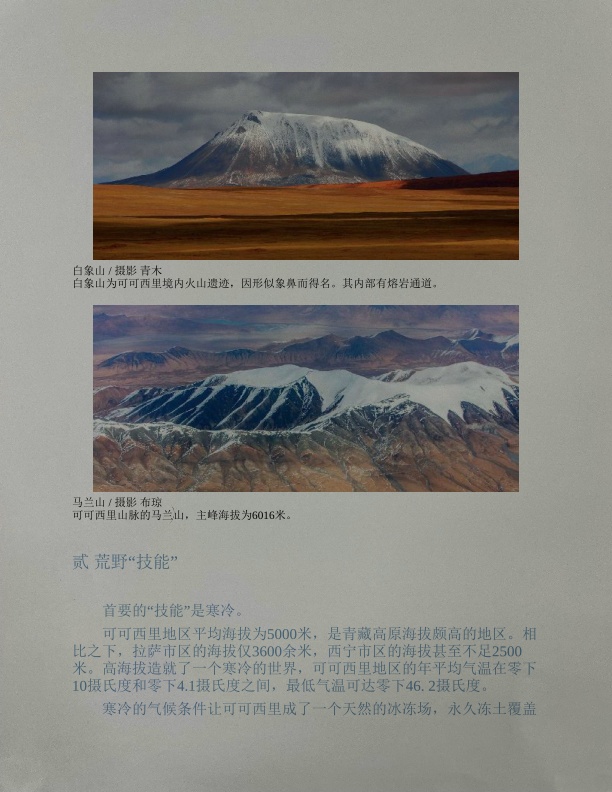 白象山 / 摄影 青木
白象山为可可西里境内火山遗迹，因形似象鼻而得名。其内部有熔岩通道。
马兰山 / 摄影 布琼
可可西里山脉的马兰山，主峰海拔为6016米。
贰 荒野“技能”
首要的“技能”是寒冷。
可可西里地区平均海拔为5000米，是青藏高原海拔颇高的地区。相
比之下，拉萨市区的海拔仅3600余米，西宁市区的海拔甚至不足2500
米。高海拔造就了一个寒冷的世界，可可西里地区的年平均气温在零下
10摄氏度和零下4.1摄氏度之间，最低气温可达零下46. 2摄氏度。
寒冷的气候条件让可可西里成了一个天然的冰冻场，永久冻土覆盖